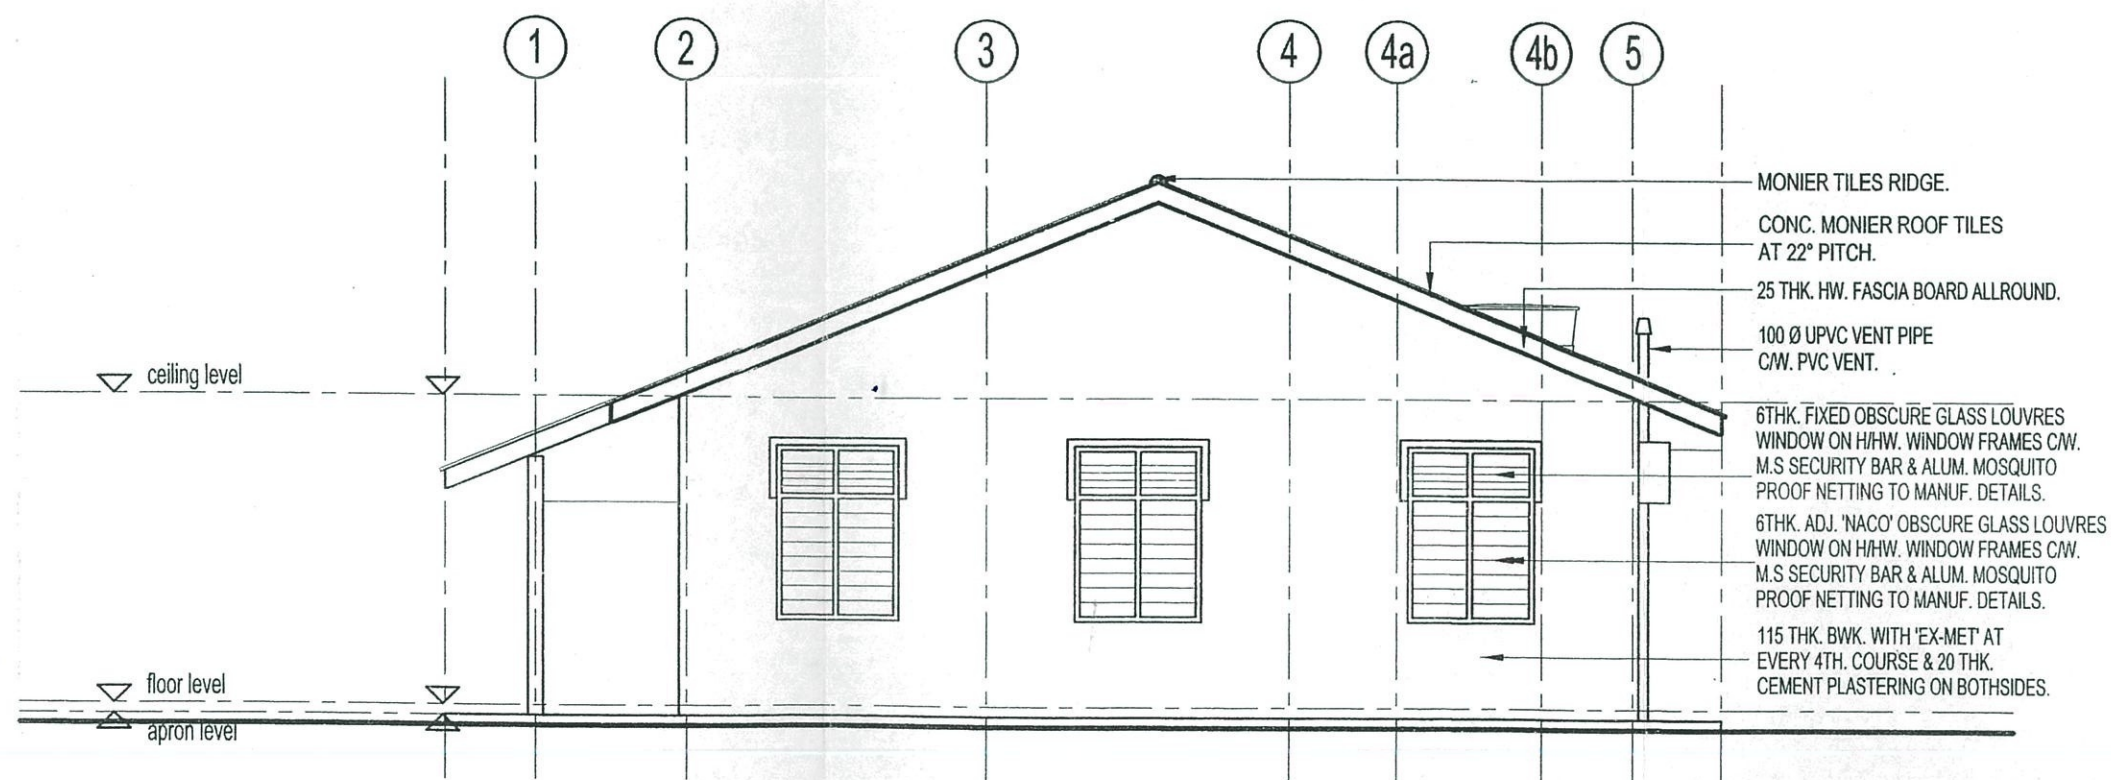 1
2
3
4
4a
4b
5
MONIER TILES RIDGE.
CONC. MONIER ROOF TILES
AT 22° PITCH.
25 THK. HW. FASCIA BOARD ALLROUND.
100 Ø UPVC VENT PIPE
C/W. PVC VENT.
ceiling level
6THK. FIXED OBSCURE GLASS LOUVRES
WINDOW ON H/HW. WINDOW FRAMES C/W.
M.S SECURITY BAR & ALUM. MOSQUITO
PROOF NETTING TO MANUF. DETAILS.
6THK. ADJ. 'NACO' OBSCURE GLASS LOUVRES
WINDOW ON H/HW. WINDOW FRAMES C/W.
M.S SECURITY BAR & ALUM. MOSQUITO
PROOF NETTING TO MANUF. DETAILS.
115 THK. BWK. WITH 'EX-MET' AT
EVERY 4TH. COURSE & 20 THK.
CEMENT PLASTERING ON BOTHSIDES.
floor level
apron level